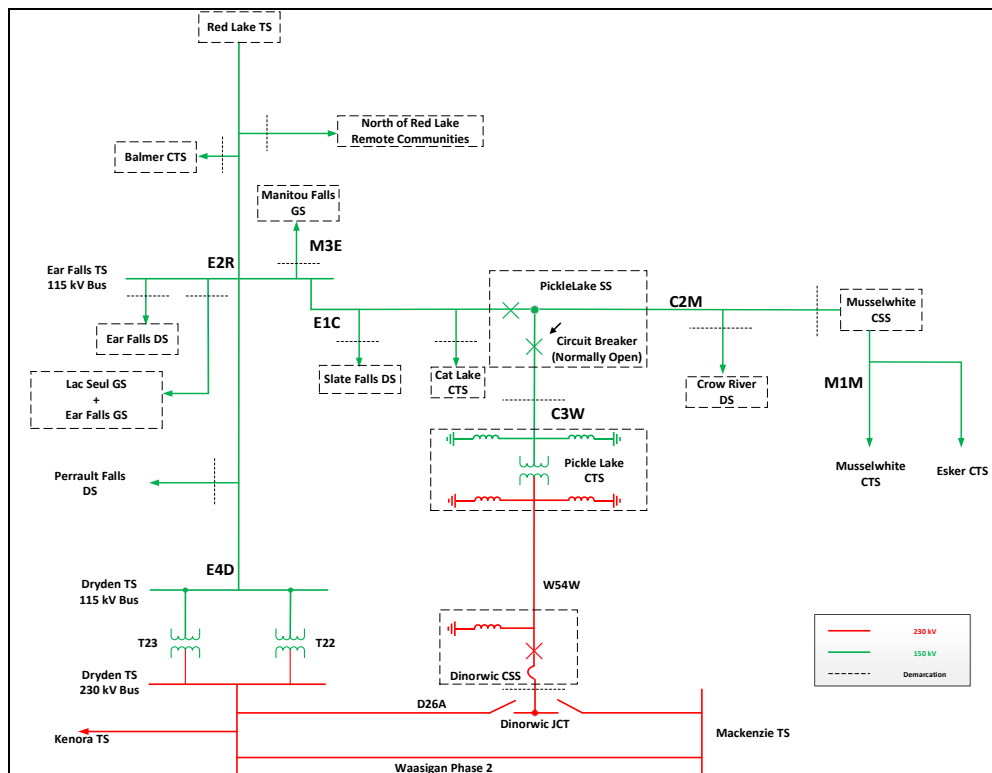 Red Lake TS
North of Red Lake
Remote Communities
Balmer CTS
Manitou Falls
GS
M3E
E2R
Ear Falls TS
115 kV Bus
PickleLake SS
C2M
Musselwhite
CSS
E1C
Circuit Breaker
(Normally Open)
Ear Falls DS
Slate Falls DS
Cat Lake
CTS
Crow River
DS
M1M
Lac Seul GS
+
Ear Falls GS
C3W
Pickle Lake
CTS
Musselwhite
CTS
Esker CTS
Perrault Falls
DS
E4D
W54W
Dryden TS
115 kV Bus
T23
T22
230 kV
150 kV
Demarcation
Dinorwic CSS
Dryden TS
230 kV Bus
D26A
Dinorwic JCT
Mackenzie TS
Kenora TS
Waasigan Phase 2